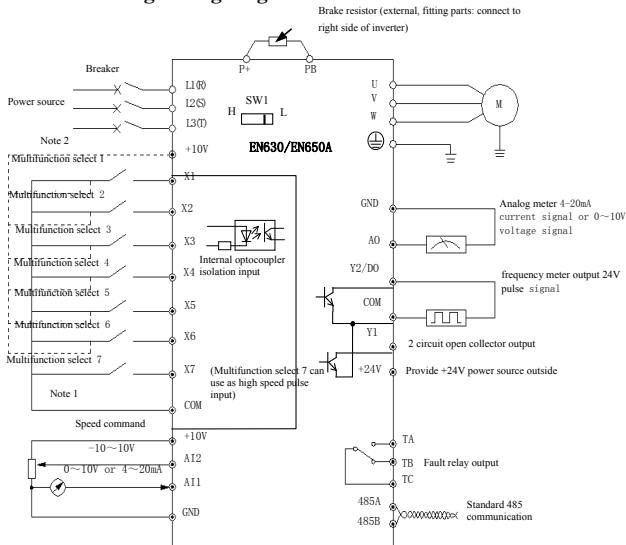 Brake resistor (external, fitting parts: connect to
right side of inverter)
P+ PB
Breaker
Power source
L1(R)
L2(S)
L3(T)
SW1
H L
U
V
W
M
EN630/EN650A
Note 2
+10V
Multifunction select 1
X1
Multifunction select 2
X2
Multifunction select 3
X3
Multifunction select 4
X4
Multifunction select 5
X5
Multifunction select 6
X6
Multifunction select 7
X7
Internal optocoupler
isolation input
(Multifunction select 7 can
use as high speed pulse
input)
Note 1
COM
Speed command
+10V
-10～10V
AI2
0～10V or 4～20mA
AI1
GND
GND
Analog meter 4-20mA
current signal or 0～10V
voltage signal
AO
Y2/DO
frequency meter output 24V
pulse signal
COM
Y1
2 circuit open collector output
+24V
Provide +24V power source outside
TA
TB
Fault relay output
TC
485A
485B
Standard 485
communication